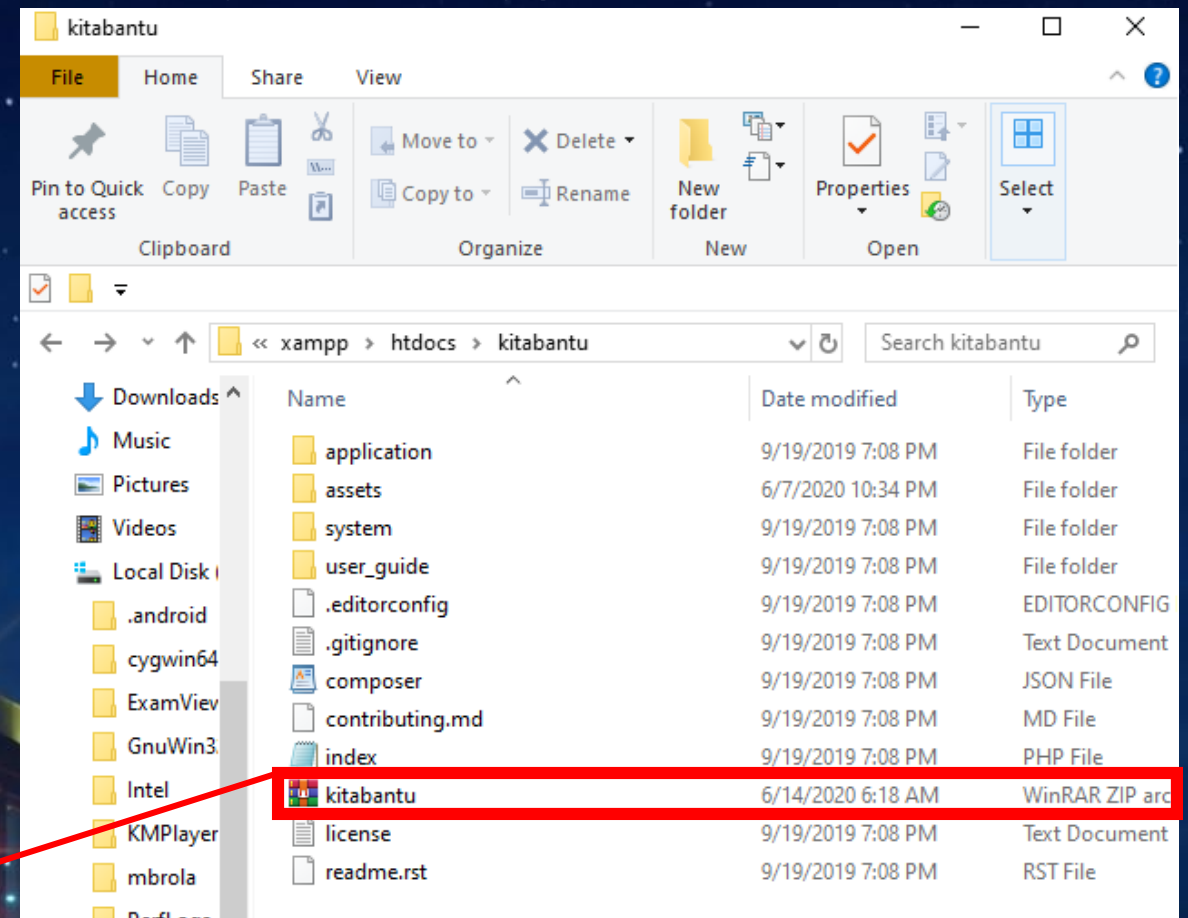 kitabantu
File Home Share View
Pin to Quick access
Copy
Paste
Move to
Copy to
Delete
Rename
New folder
Properties
Select
Clipboard Organize New Open
« xampp > htdocs > kitabantu
Search kitabantu
Downloads
Music
Pictures
Videos
Local Disk (
.android
cygwin64
ExamView
GnuWin3
Intel
KMPlayer
mbrola
PerfLogs
Name Date modified Type
application 9/19/2019 7:08 PM File folder
assets 6/7/2020 10:34 PM File folder
system 9/19/2019 7:08 PM File folder
user_guide 9/19/2019 7:08 PM File folder
.editorconfig 9/19/2019 7:08 PM EDITORCONFIG
.gitignore 9/19/2019 7:08 PM Text Document
composer 9/19/2019 7:08 PM JSON File
contributing.md 9/19/2019 7:08 PM MD File
index 9/19/2019 7:08 PM PHP File
kitabantu 6/14/2020 6:18 AM WinRAR ZIP arc
license 9/19/2019 7:08 PM Text Document
readme.rst 9/19/2019 7:08 PM RST File